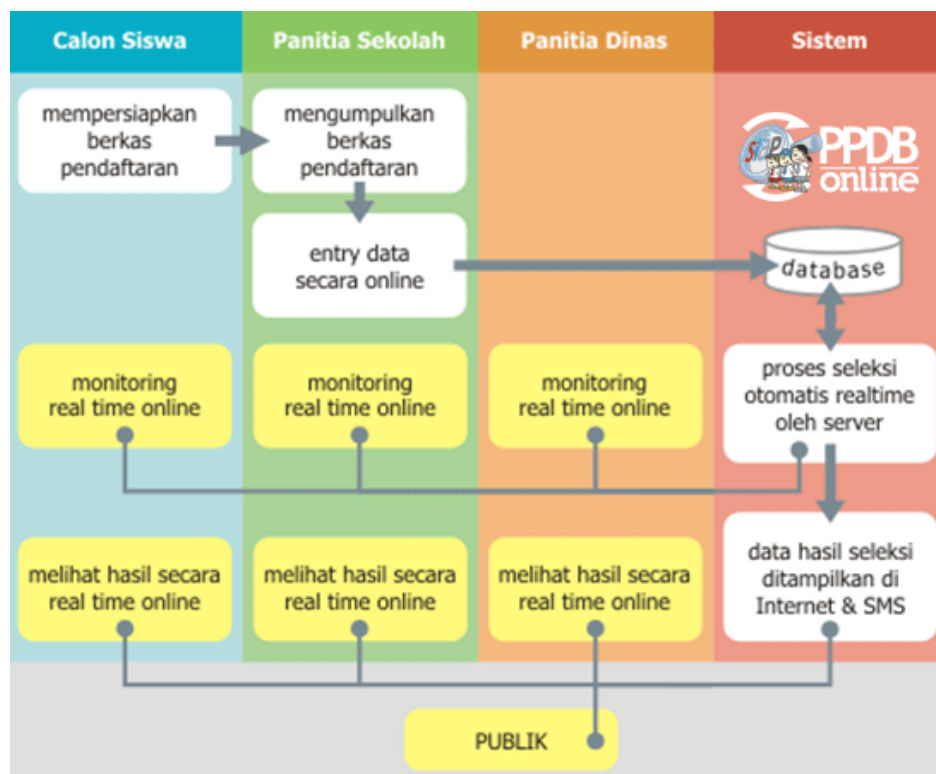 Calon Siswa
Panitia Sekolah
Panitia Dinas
Sistem
mempersiapkan
berkas
pendaftaran
mengumpulkan
berkas
pendaftaran
siap
PPDB
online
entry data
secara online
database
monitoring
real time online
monitoring
real time online
monitoring
real time online
proses seleksi
otomatis realtime
oleh server
melihat hasil secara
real time online
melihat hasil secara
real time online
melihat hasil secara
real time online
data hasil seleksi
ditampilkan di
Internet & SMS
PUBLIK